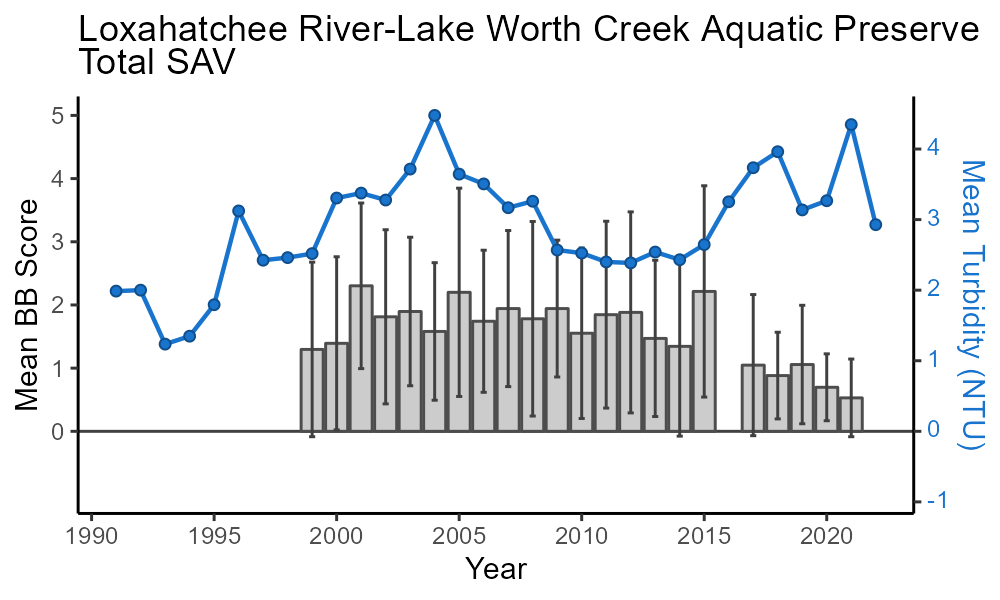 Loxahatchee River-Lake Worth Creek Aquatic Preserve
Total SAV
Mean BB Score
5
4
3
2
1
0
Mean Turbidity (NTU)
4
3
2
1
0
-1
1990 1995 2000 2005 2010 2015 2020
Year